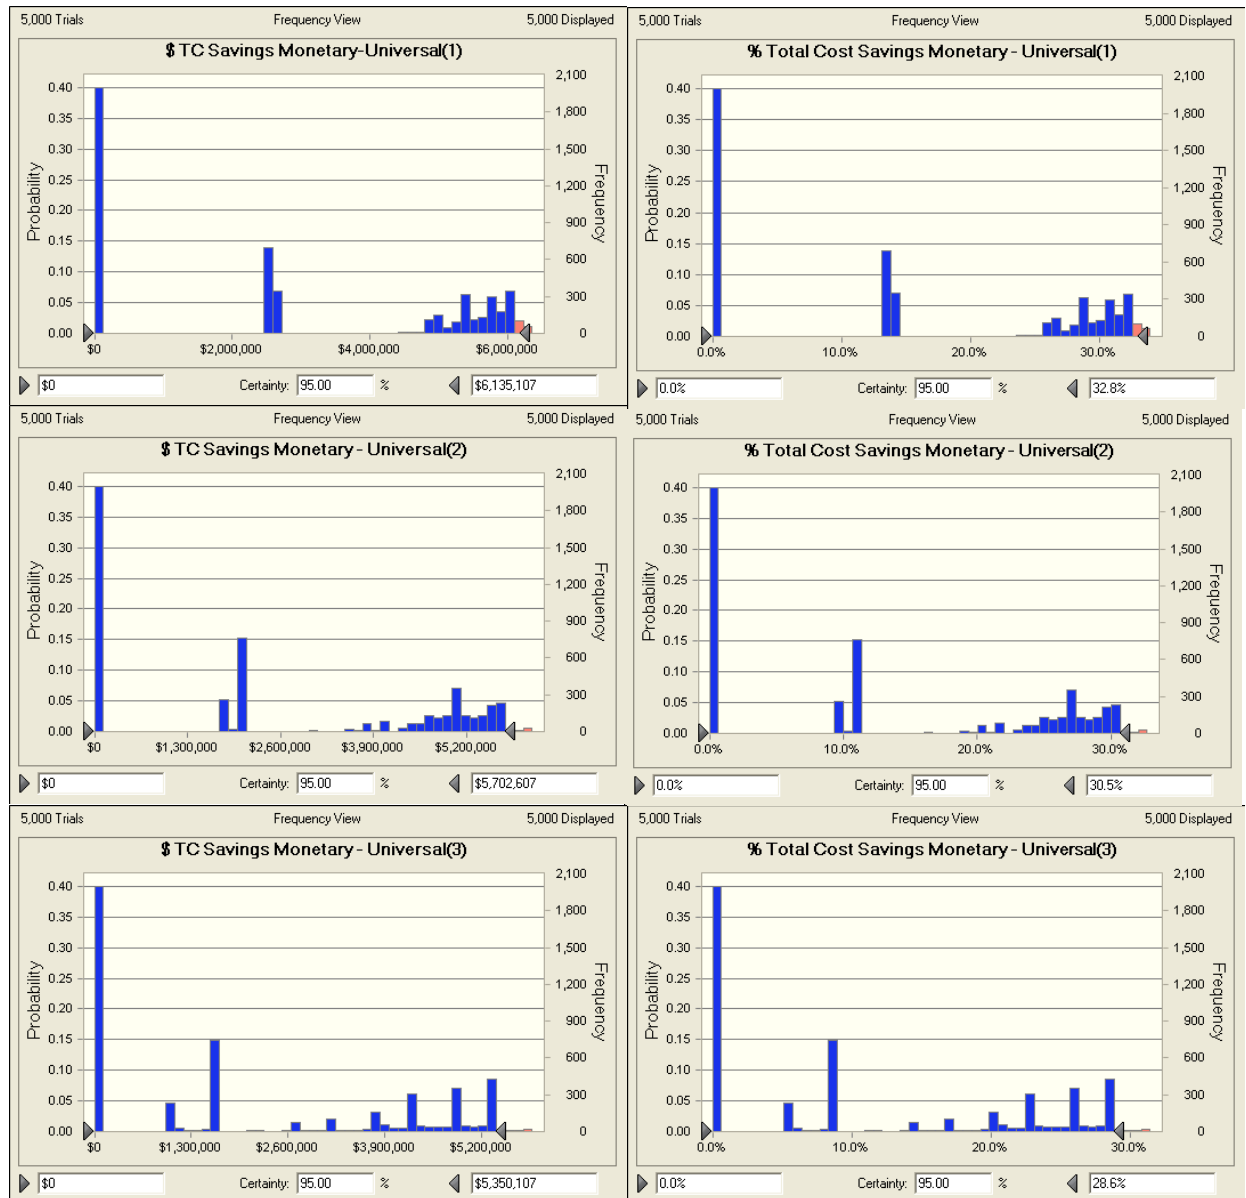 5,000 Trials Frequency View 5,000 Displayed
$ TC Savings Monetary-Universal(1)
Probability
0.40
0.35
0.30
0.25
0.20
0.15
0.10
0.05
0.00
2,100
1,800
1,500
1,200
900
600
300
0
Frequency
$0 $2,000,000 $4,000,000 $6,000,000
$0 Certainty: 95.00 % $6,135,107
5,000 Trials Frequency View 5,000 Displayed
% Total Cost Savings Monetary - Universal(1)
Probability
0.40
0.35
0.30
0.25
0.20
0.15
0.10
0.05
0.00
2,100
1,800
1,500
1,200
900
600
300
0
Frequency
0.0% 10.0% 20.0% 30.0%
0.0% Certainty: 95.00 % 32.8%
5,000 Trials Frequency View 5,000 Displayed
$ TC Savings Monetary - Universal(2)
Probability
0.40
0.35
0.30
0.25
0.20
0.15
0.10
0.05
0.00
2,100
1,800
1,500
1,200
900
600
300
0
Frequency
$0 $1,300,000 $2,600,000 $3,900,000 $5,200,000
$0 Certainty: 95.00 % $5,702,607
5,000 Trials Frequency View 5,000 Displayed
% Total Cost Savings Monetary - Universal(2)
Probability
0.40
0.35
0.30
0.25
0.20
0.15
0.10
0.05
0.00
2,100
1,800
1,500
1,200
900
600
300
0
Frequency
0.0% 10.0% 20.0% 30.0%
0.0% Certainty: 95.00 % 30.5%
5,000 Trials Frequency View 5,000 Displayed
$ TC Savings Monetary - Universal(3)
Probability
0.40
0.35
0.30
0.25
0.20
0.15
0.10
0.05
0.00
2,100
1,800
1,500
1,200
900
600
300
0
Frequency
$0 $1,300,000 $2,600,000 $3,900,000 $5,200,000
$0 Certainty: 95.00 % $5,350,107
5,000 Trials Frequency View 5,000 Displayed
% Total Cost Savings Monetary - Universal(3)
Probability
0.40
0.35
0.30
0.25
0.20
0.15
0.10
0.05
0.00
2,100
1,800
1,500
1,200
900
600
300
0
Frequency
0.0% 10.0% 20.0% 30.0%
0.0% Certainty: 95.00 % 28.6%